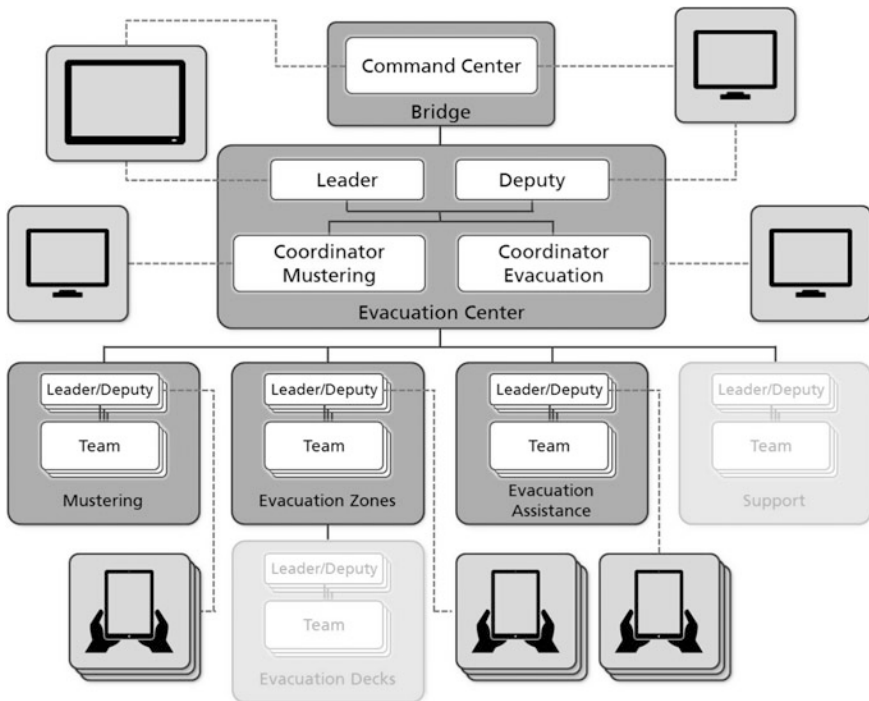 Command Center
Bridge
Leader
Deputy
Coordinator
Mustering
Coordinator
Evacuation
Evacuation Center
Leader/Deputy
Team
Mustering
Leader/Deputy
Team
Evacuation Zones
Leader/Deputy
Team
Evacuation
Assistance
Leader/Deputy
Team
Support
Leader/Deputy
Team
Evacuation Decks